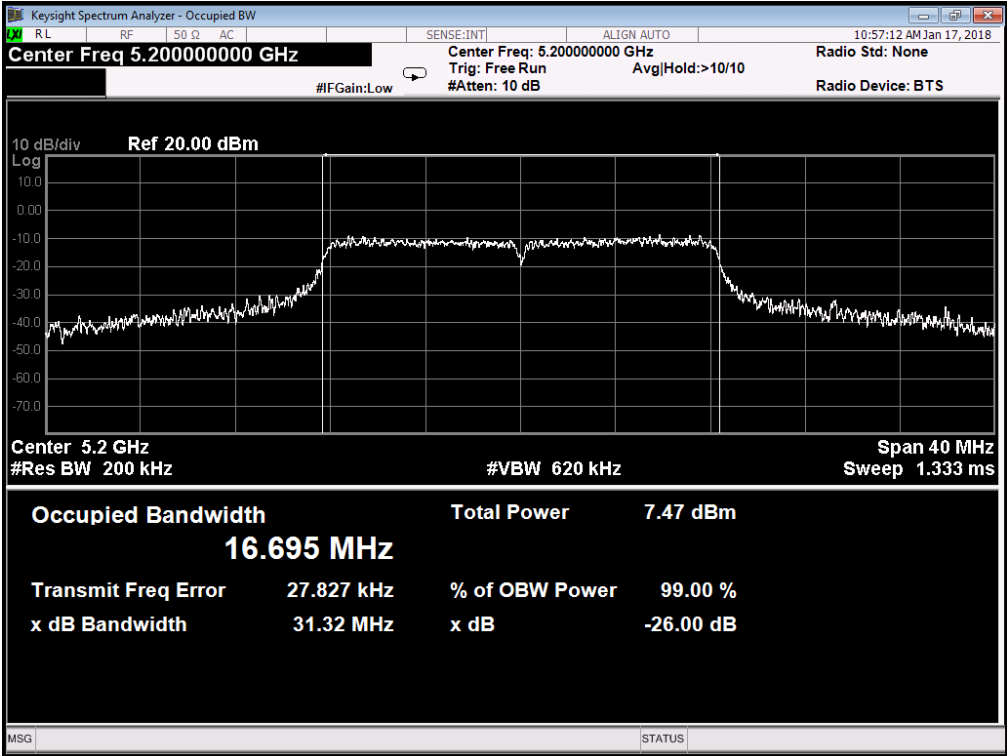 Keysight Spectrum Analyzer - Occupied BW
LXI RL RF 50 Ω AC SENSE:INT ALIGN AUTO 10:57:12 AM Jan 17, 2018
Center Freq 5.200000000 GHz Center Freq: 5.200000000 GHz Radio Std: None
Trig: Free Run Avg|Hold:>10/10
#IFGain:Low #Atten: 10 dB Radio Device: BTS
10 dB/div Ref 20.00 dBm
Log
10.0
0.00
-10.0
-20.0
-30.0
-40.0
-50.0
-60.0
-70.0
Center 5.2 GHz Span 40 MHz
#Res BW 200 kHz #VBW 620 kHz Sweep 1.333 ms
Occupied Bandwidth Total Power 7.47 dBm
16.695 MHz
Transmit Freq Error 27.827 kHz % of OBW Power 99.00 %
x dB Bandwidth 31.32 MHz x dB -26.00 dB
MSG STATUS